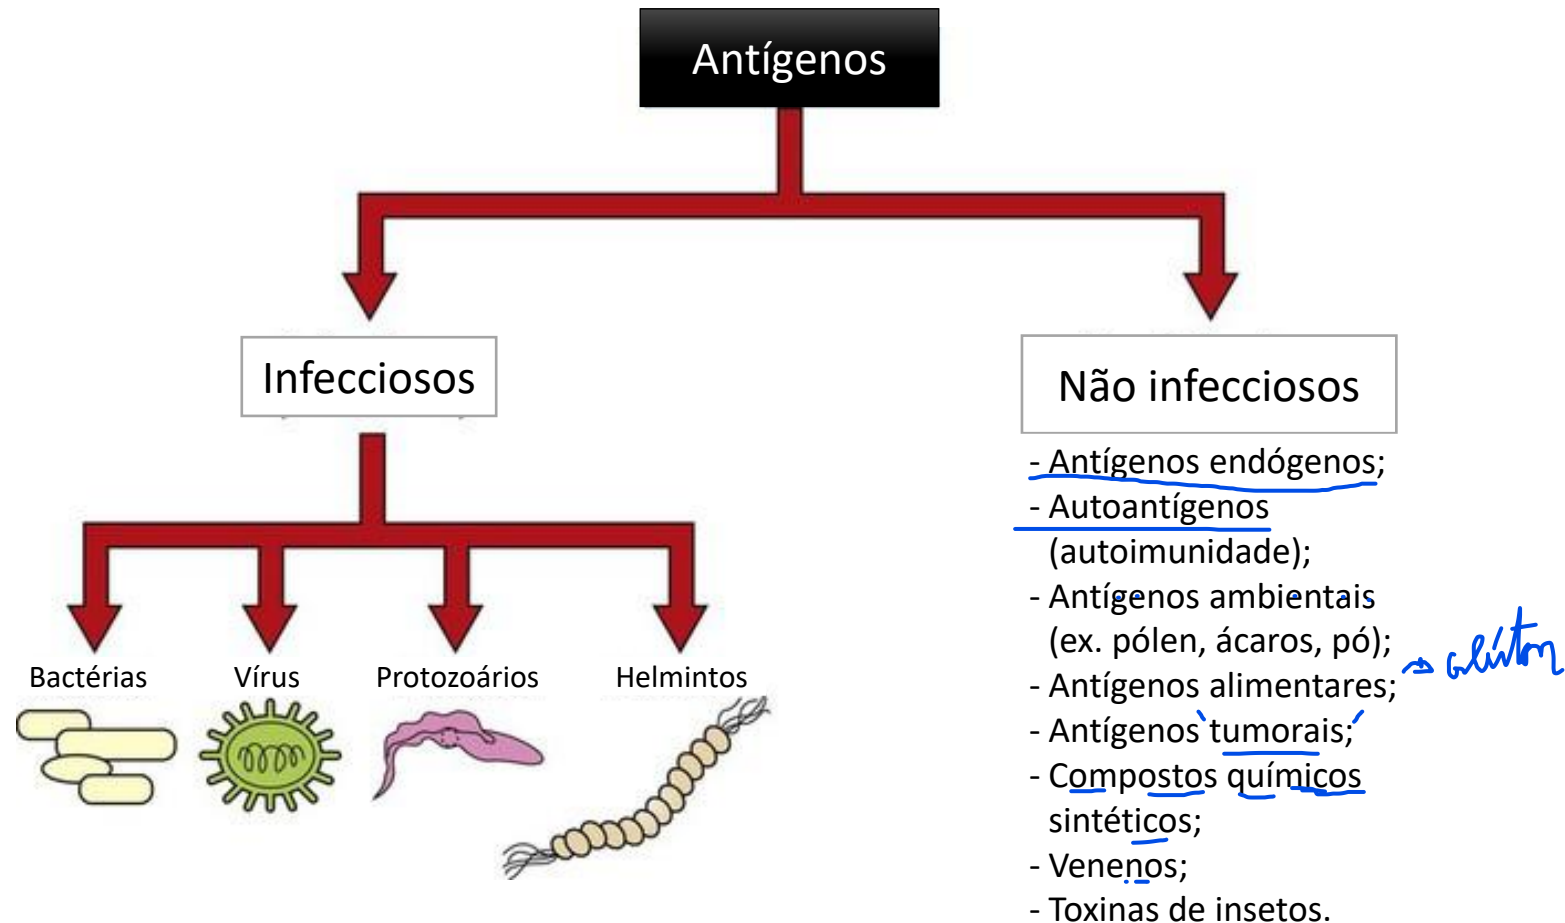 Antígenos
Infecciosos
Bactérias
Vírus
Protozoários
Helmintos
Não infecciosos
- Antígenos endógenos;
- Autoantígenos
(autoimunidade);
- Antígenos ambientais
(ex. pólen, ácaros, pó);
- Antígenos alimentares; → Glúten
- Antígenos tumorais;
- Compostos químicos
sintéticos;
- Venenos;
- Toxinas de insetos.